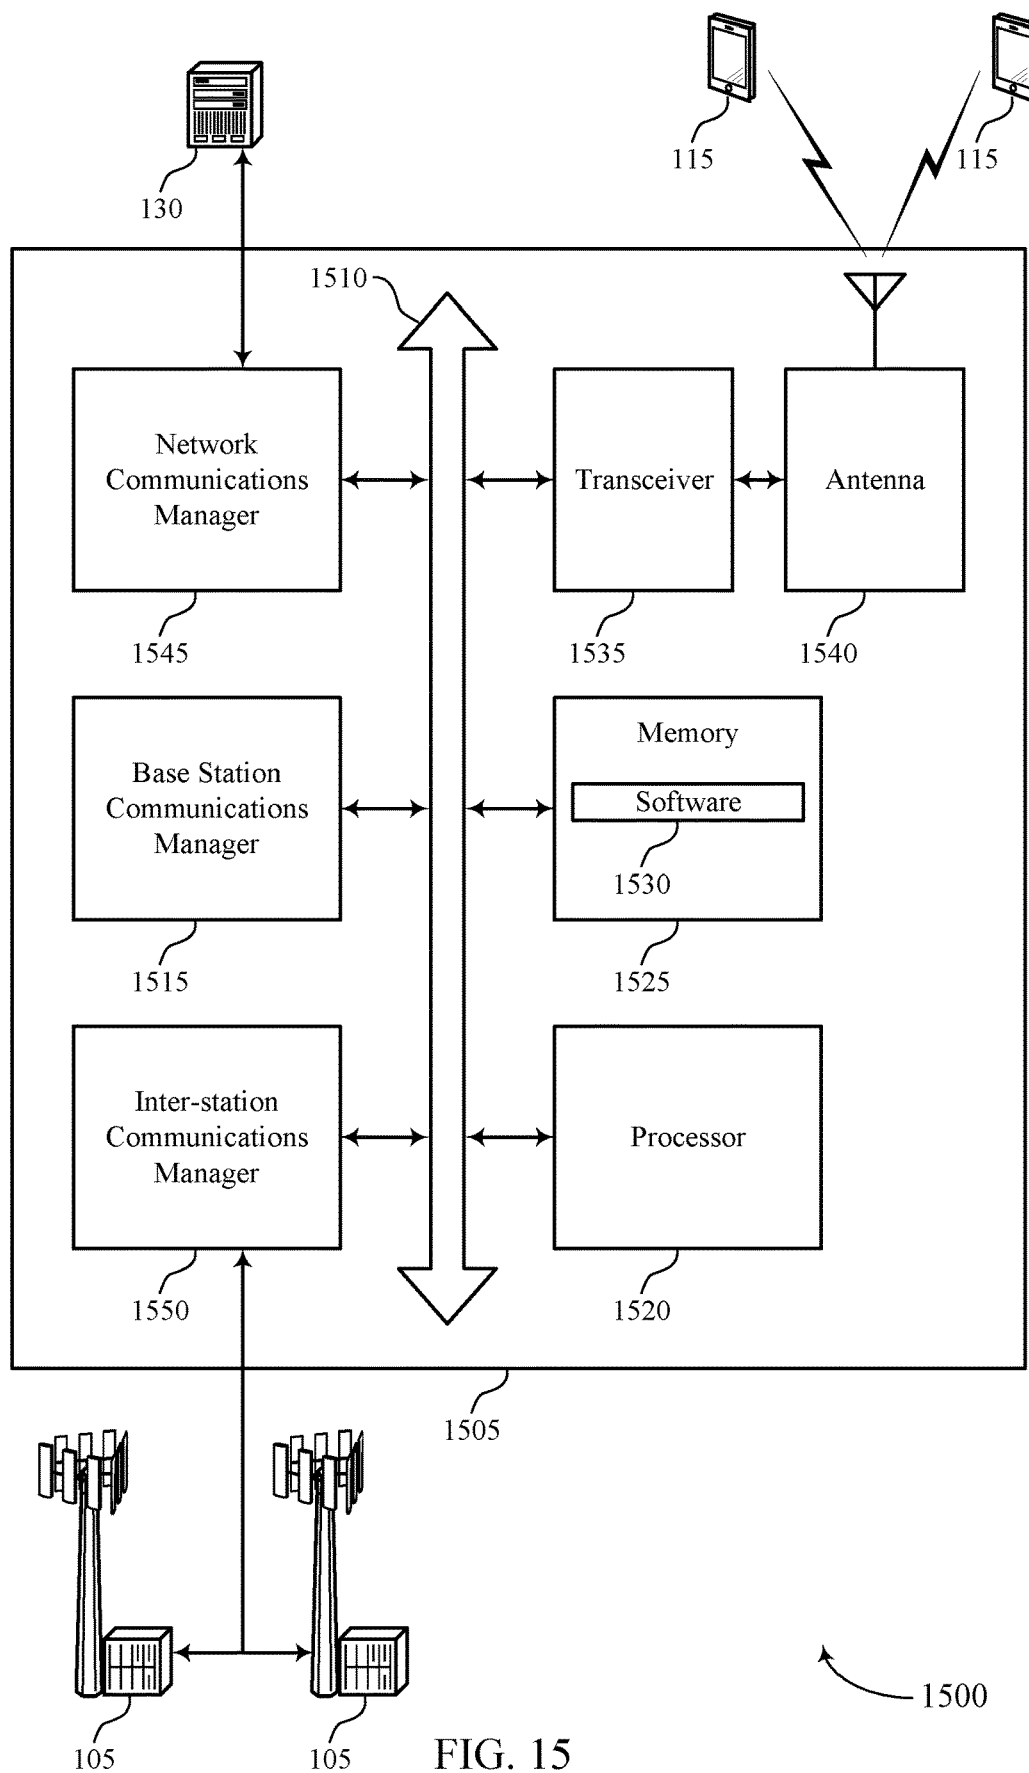 115
115
130
1510
Network
Communications
Manager
Transceiver
Antenna
1545
1535
1540
Base Station
Communications
Manager
Memory
Software
1530
1515
1525
Inter-station
Communications
Manager
Processor
1550
1520
1505
1500
105
105
FIG. 15